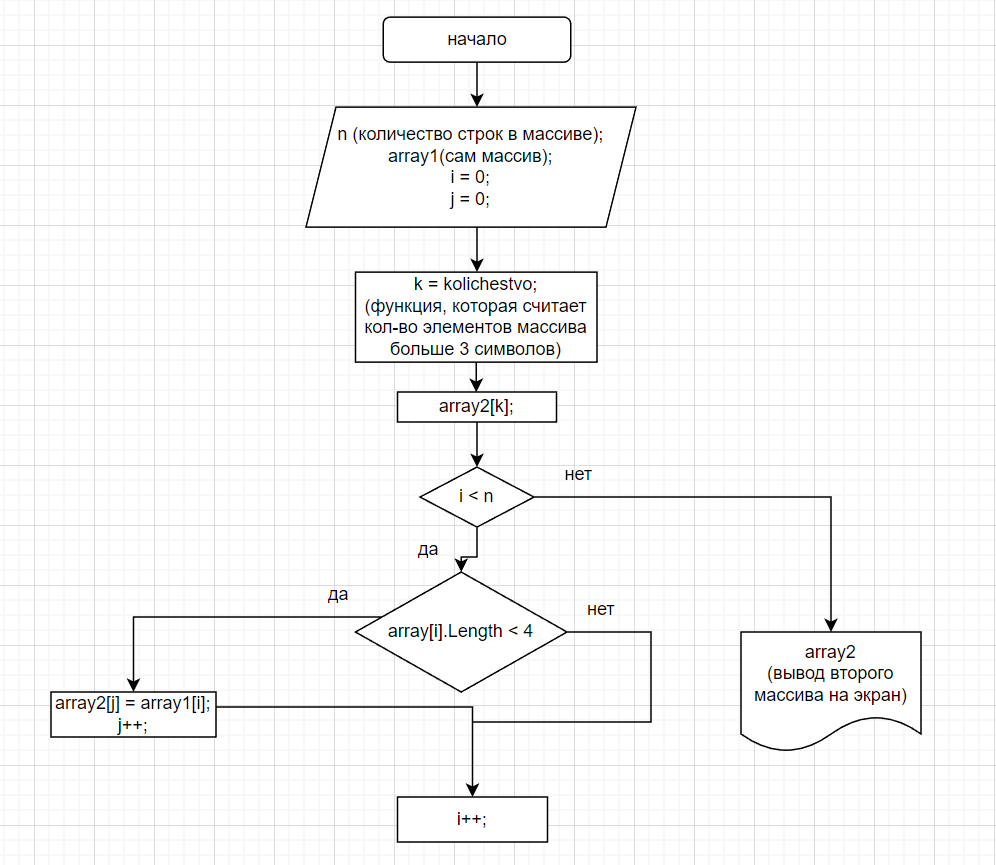 начало
n (количество строк в массиве);
array1(сам массив);
i = 0;
j = 0;
k = kolichestvo;
(функция, которая считает
кол-во элементов массива
больше 3 символов)
array2[k];
i < n
нет
да
array[i].Length < 4
да
нет
array2[j] = array1[i];
j++;
array2
(вывод второго
массива на экран)
i++;